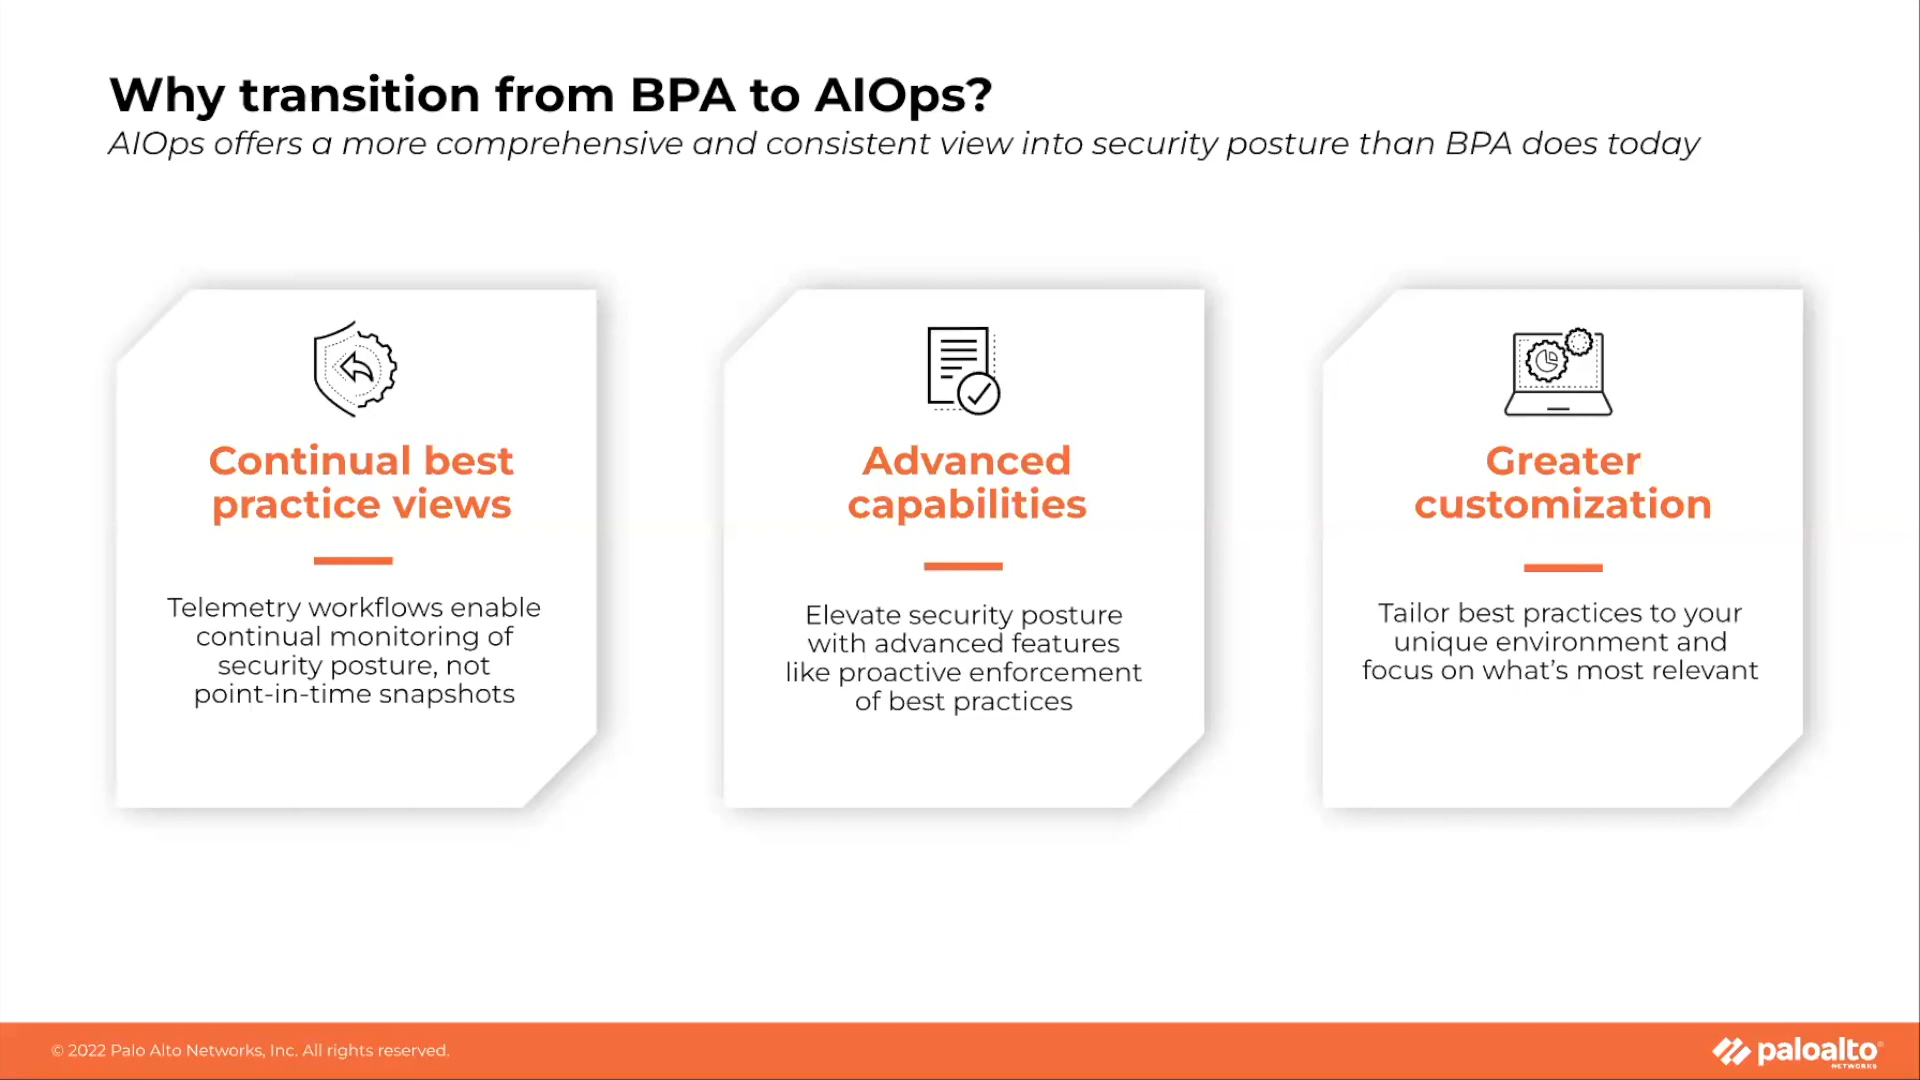 Why transition from BPA to AIOps?
AIOps offers a more comprehensive and consistent view into security posture than BPA does today
Continual best
practice views
Telemetry workflows enable
continual monitoring of
security posture, not
point-in-time snapshots
Advanced
capabilities
Elevate security posture
with advanced features
like proactive enforcement
of best practices
Greater
customization
Tailor best practices to your
unique environment and
focus on what's most relevant
© 2022 Palo Alto Networks, Inc. All rights reserved.
paloalto®
NETWORKS